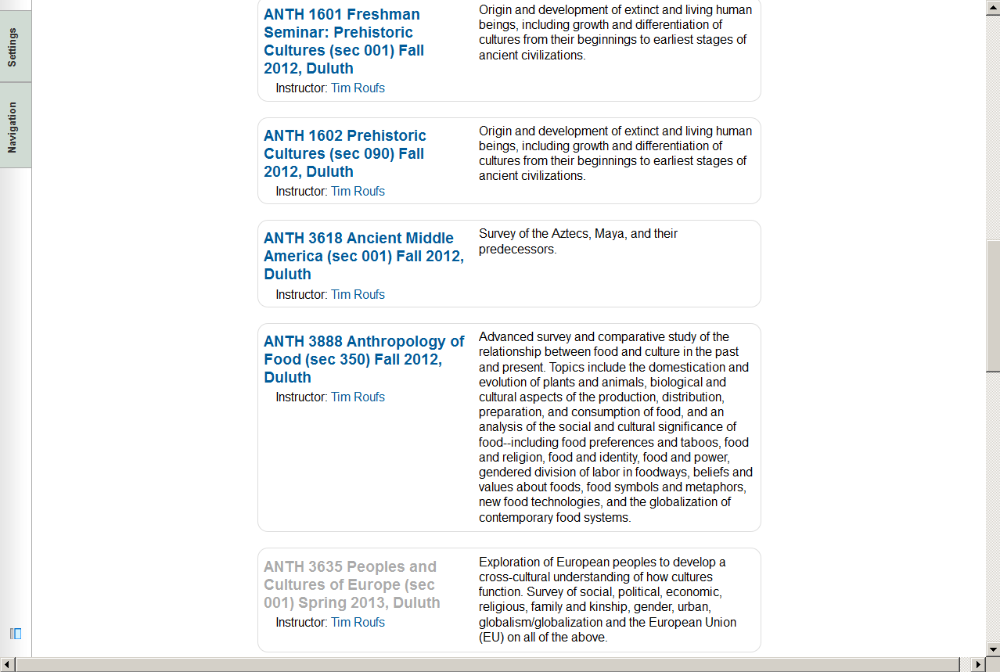 Settings
Navigation
ANTH 1601 Freshman
Seminar: Prehistoric
Cultures (sec 001) Fall
2012, Duluth
Instructor: Tim Roufs
Origin and development of extinct and living human
beings, including growth and differentiation of
cultures from their beginnings to earliest stages of
ancient civilizations.
ANTH 1602 Prehistoric
Cultures (sec 090) Fall
2012, Duluth
Instructor: Tim Roufs
Origin and development of extinct and living human
beings, including growth and differentiation of
cultures from their beginnings to earliest stages of
ancient civilizations.
ANTH 3618 Ancient Middle
America (sec 001) Fall 2012,
Duluth
Instructor: Tim Roufs
Survey of the Aztecs, Maya, and their
predecessors.
ANTH 3888 Anthropology of
Food (sec 350) Fall 2012,
Duluth
Instructor: Tim Roufs
Advanced survey and comparative study of the
relationship between food and culture in the past
and present. Topics include the domestication and
evolution of plants and animals, biological and
cultural aspects of the production, distribution,
preparation, and consumption of food, and an
analysis of the social and cultural significance of
food--including food preferences and taboos, food
and religion, food and identity, food and power,
gendered division of labor in foodways, beliefs and
values about foods, food symbols and metaphors,
new food technologies, and the globalization of
contemporary food systems.
ANTH 3635 Peoples and
Cultures of Europe (sec
001) Spring 2013, Duluth
Instructor: Tim Roufs
Exploration of European peoples to develop a
cross-cultural understanding of how cultures
function. Survey of social, political, economic,
religious, family and kinship, gender, urban,
globalism/globalization and the European Union
(EU) on all of the above.